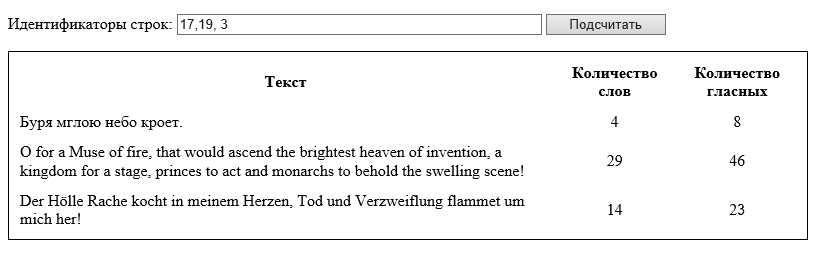 Идентификаторы строк: 17,19, 3 Подсчитать
Текст Количество слов Количество гласных
Буря мглою небо кроет. 4 8
O for a Muse of fire, that would ascend the brightest heaven of invention, a
kingdom for a stage, princes to act and monarchs to behold the swelling scene! 29 46
Der Hölle Rache kocht in meinem Herzen, Tod und Verzweiflung flammet um
mich her! 14 23